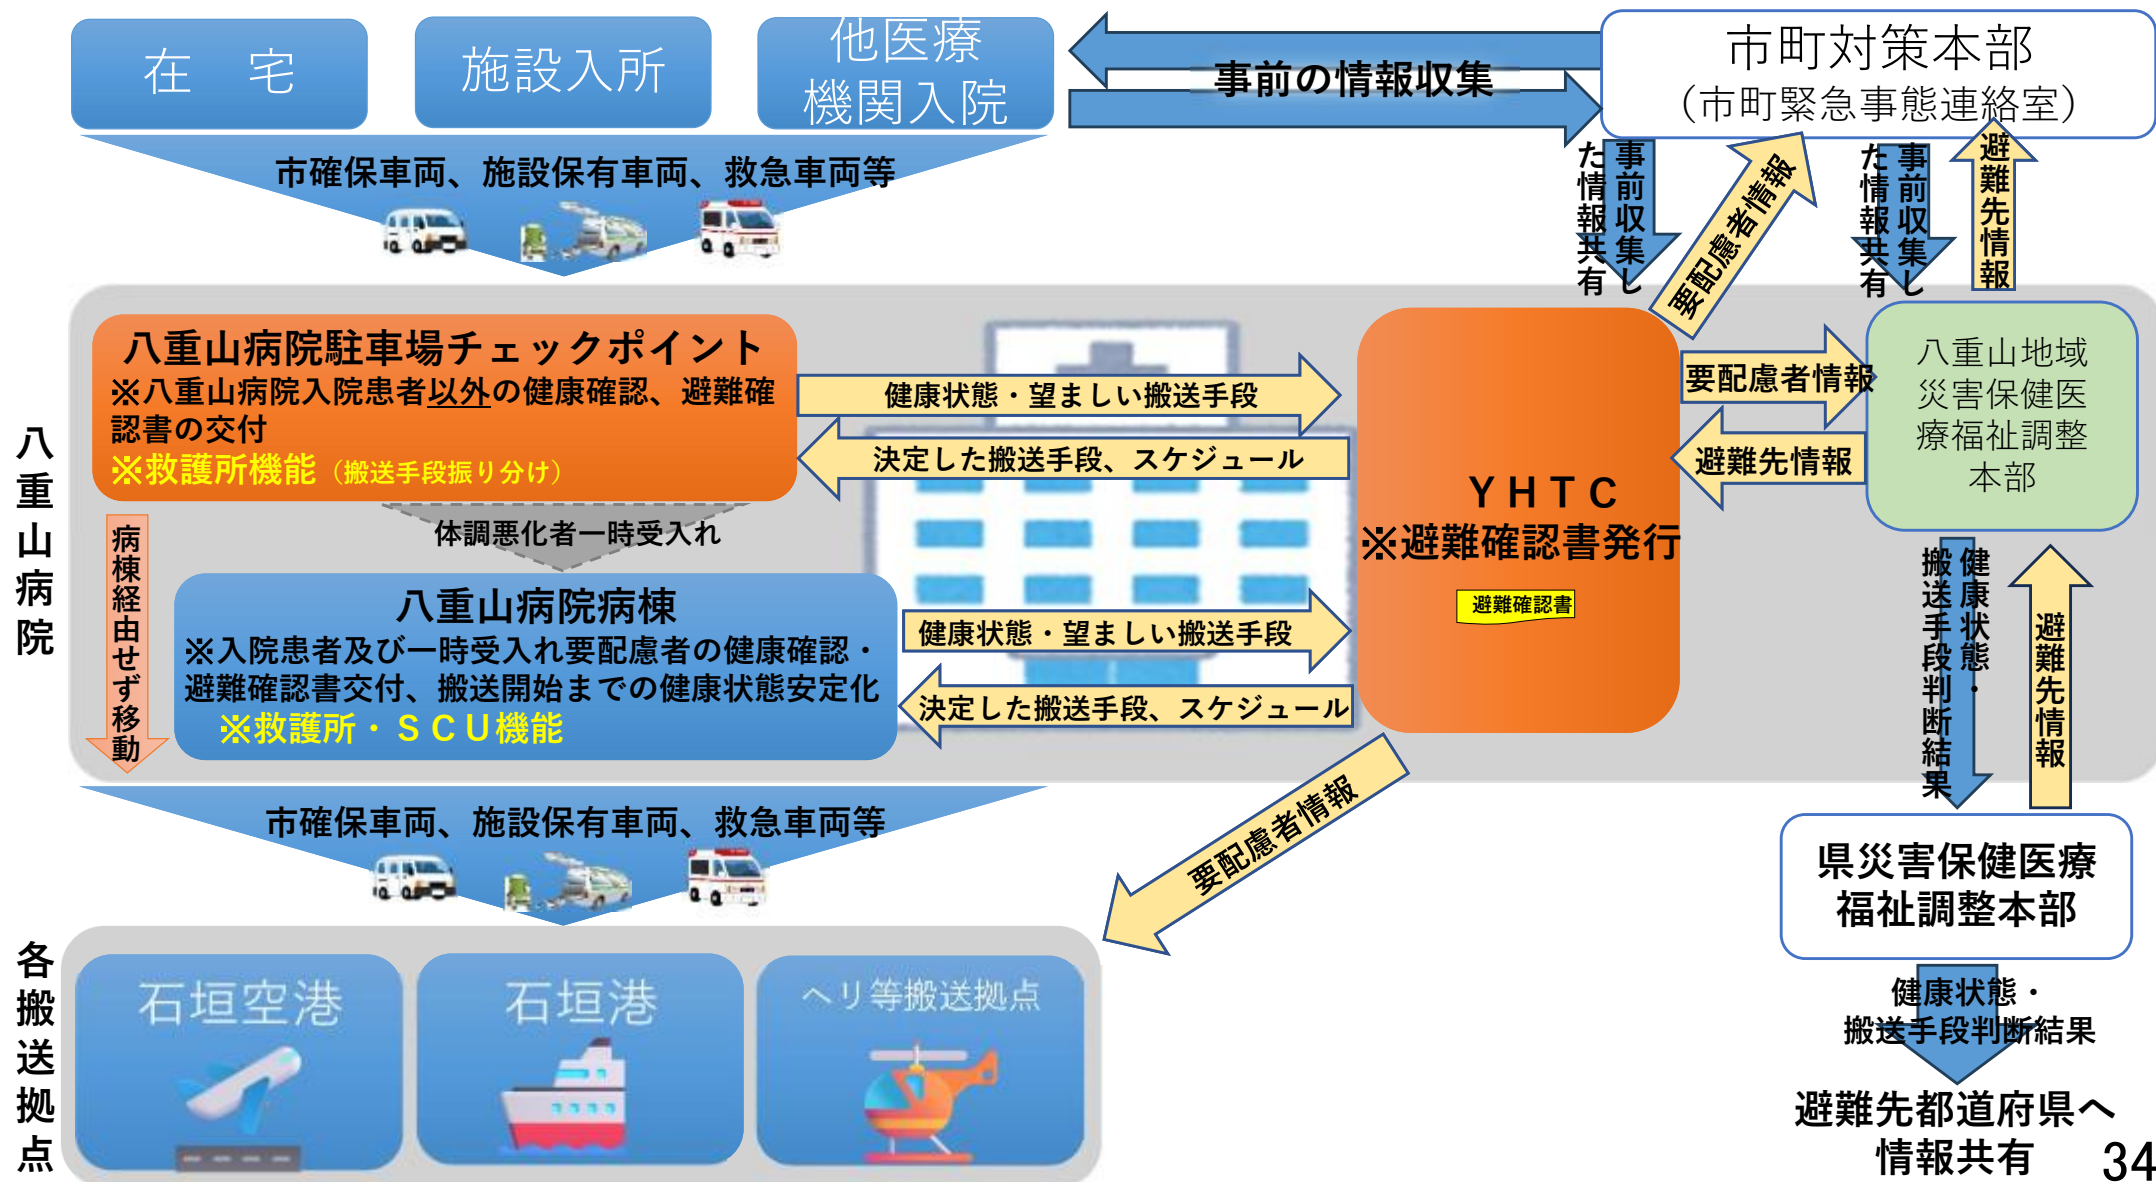 在　宅
施設入所
他医療
機関入院
事前の情報収集
市町対策本部
（市町緊急事態連絡室）
市確保車両、施設保有車両、救急車両等
事前収集し
た情報共有
要配慮者情報
事前収集し
た情報共有
避難先情報
八重山病院
八重山病院駐車場チェックポイント
※八重山病院入院患者以外の健康確認、避難確
認書の交付
※救護所機能（搬送手段振り分け）
健康状態・望ましい搬送手段
決定した搬送手段、スケジュール
YHTC
※避難確認書発行
避難確認書
要配慮者情報
避難先情報
八重山地域
災害保健医
療福祉調整
本部
体調悪化者一時受入れ
病棟経由せず移動
八重山病院病棟
※入院患者及び一時受入れ要配慮者の健康確認・
避難確認書交付、搬送開始までの健康状態安定化
※救護所・ＳＣＵ機能
健康状態・望ましい搬送手段
決定した搬送手段、スケジュール
健康状態・
搬送手段判断結果
避難先情報
市確保車両、施設保有車両、救急車両等
要配慮者情報
県災害保健医療
福祉調整本部
各搬送拠点
石垣空港
石垣港
ヘリ等搬送拠点
健康状態・
搬送手段判断結果
避難先都道府県へ
情報共有
34